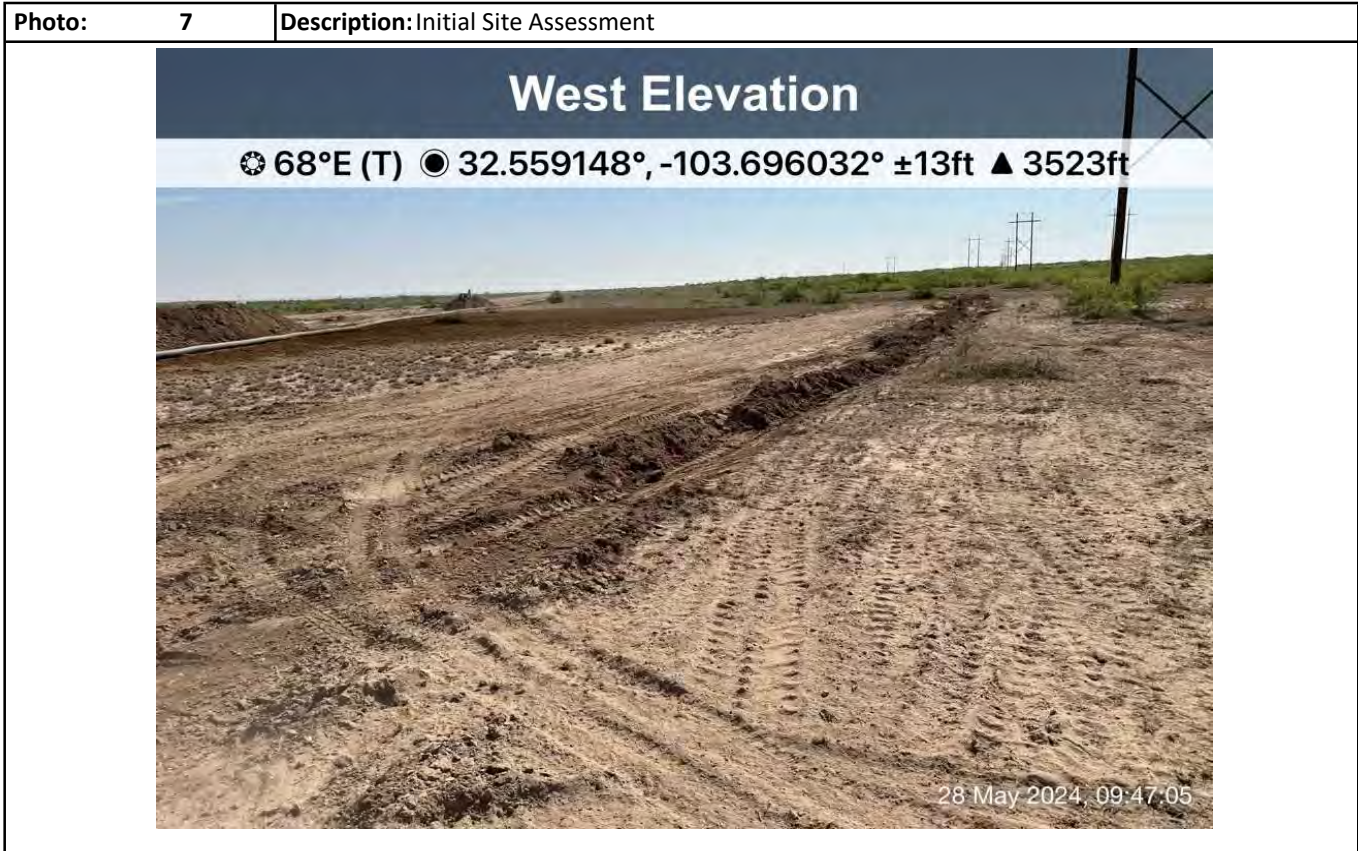 Photo: 7 Description: Initial Site Assessment
West Elevation
68°E (T) 32.559148°, -103.696032° ±13ft ▲ 3523ft
28 May 2024, 09:47:05